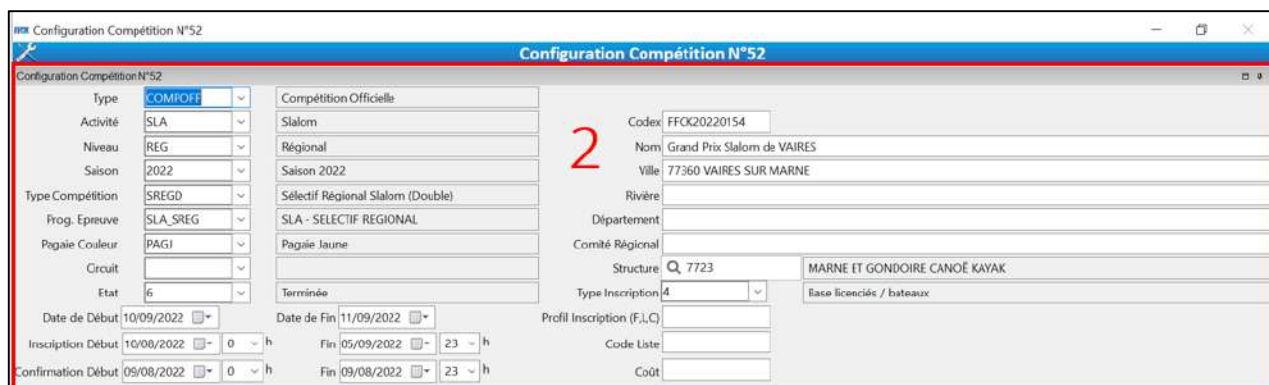 FFCK Configuration Compétition N°52
Configuration Compétition N°52
Configuration Compétition N°52
Type COMPOFF Compétition Officielle
Activité SLA Slalom Codex FFCK20220154
Niveau REG Régional 2 Nom Grand Prix Slalom de VAIRES
Saison 2022 Saison 2022 Ville 77360 VAIRES SUR MARNE
Type Compétition SREGD Sélectif Régional Slalom (Double) Rivière
Prog. Epreuve SLA_SREG SLA - SELECTIF REGIONAL Département
Pagaie Couleur PAGJ Pagaie Jaune Comité Régional
Circuit Structure 7723 MARNE ET GONDOIRE CANOË KAYAK
Etat 6 Terminée Type Inscription 4 Base licenciés / bateaux
Date de Début 10/09/2022 Date de Fin 11/09/2022 Profil Inscription (F,L,C)
Inscription Début 10/08/2022 0 h Fin 05/09/2022 23 h Code Liste
Confirmation Début 09/08/2022 0 h Fin 09/08/2022 23 h Coût